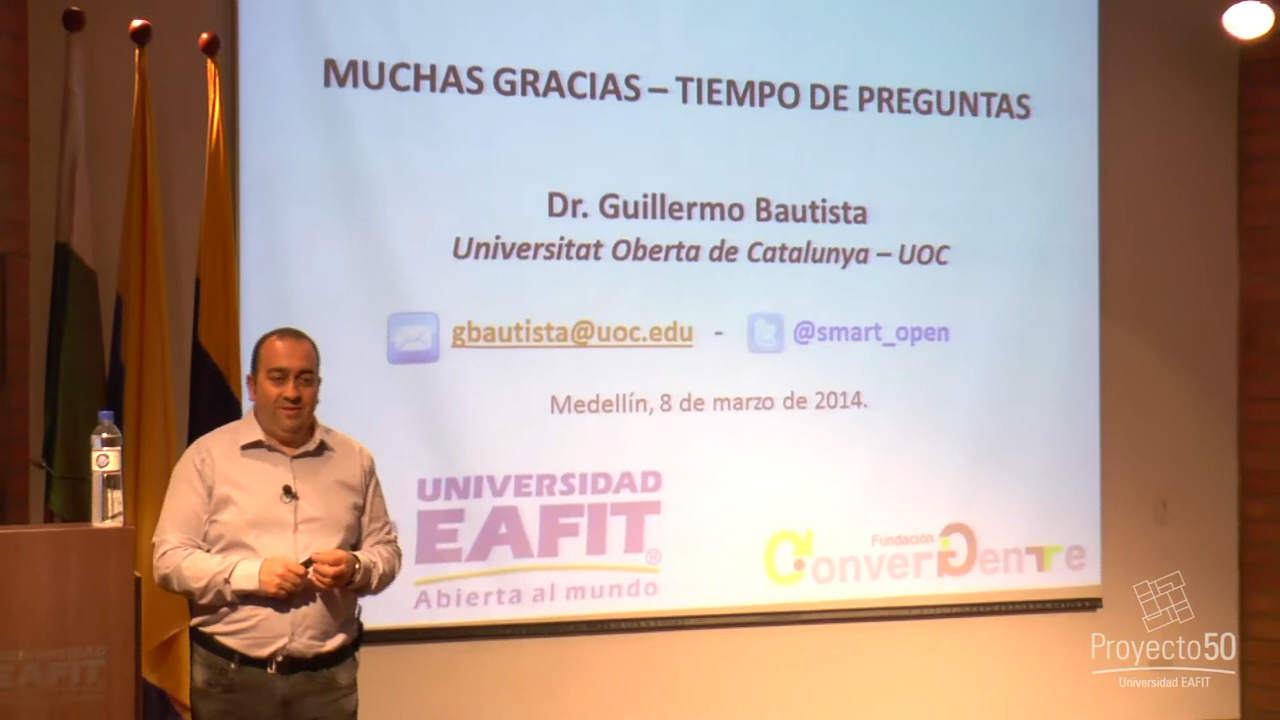 MUCHAS GRACIAS – TIEMPO DE PREGUNTAS
Dr. Guillermo Bautista
Universitat Oberta de Catalunya – UOC
gbautista@uoc.edu - @smart_open
Medellín, 8 de marzo de 2014.
UNIVERSIDAD
EAFIT®
Abierta al mundo
Fundación
ConverGenTe
Proyecto50
Universidad EAFIT
EAFIT